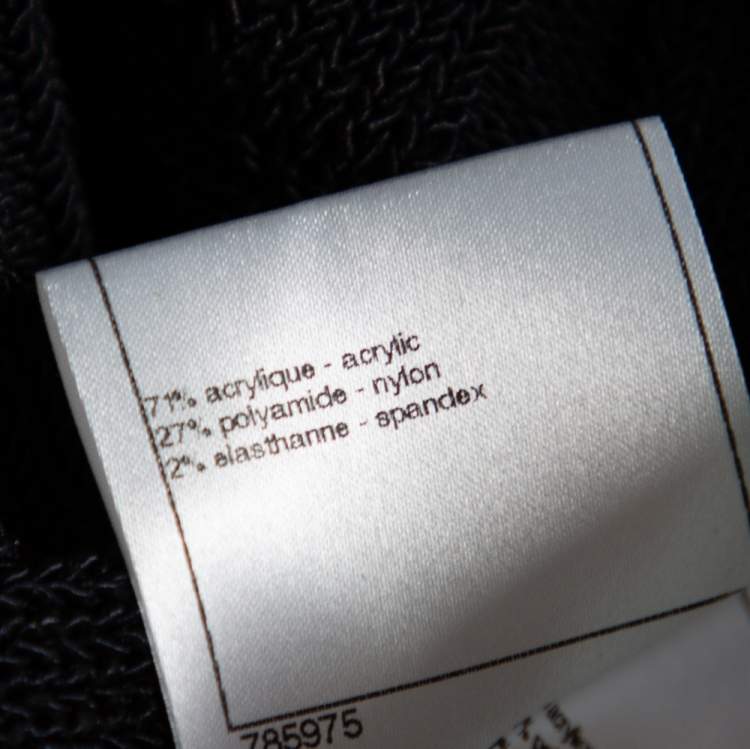 71% acrylique - acrylic
27% polyamide - nylon
2% elasthanne - spandex
785975